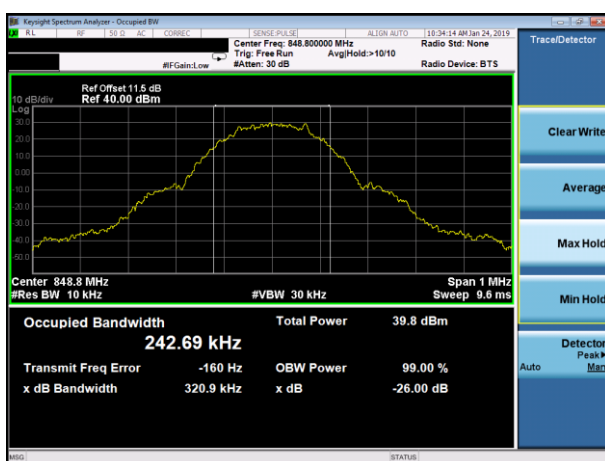 Keysight Spectrum Analyzer - Occupied BW
RL RF 50 Ω AC CORREC SENSE:PULSE ALIGN AUTO 10:34:14 AM Jan 24, 2019
Center Freq: 848.800000 MHz Radio Std: None
Trig: Free Run Avg|Hold:>10/10
#IFGain:Low #Atten: 30 dB Radio Device: BTS
Trace/Detector
Ref Offset 11.5 dB
10 dB/div Ref 40.00 dBm
Log
30.0
20.0
10.0
0.00
-10.0
-20.0
-30.0
-40.0
-50.0
Center 848.8 MHz Span 1 MHz
#Res BW 10 kHz #VBW 30 kHz Sweep 9.6 ms
Occupied Bandwidth Total Power 39.8 dBm
242.69 kHz
Transmit Freq Error -160 Hz OBW Power 99.00 %
x dB Bandwidth 320.9 kHz x dB -26.00 dB
Clear Write
Average
Max Hold
Min Hold
Detector
Peak▶
Auto Man
MSG STATUS